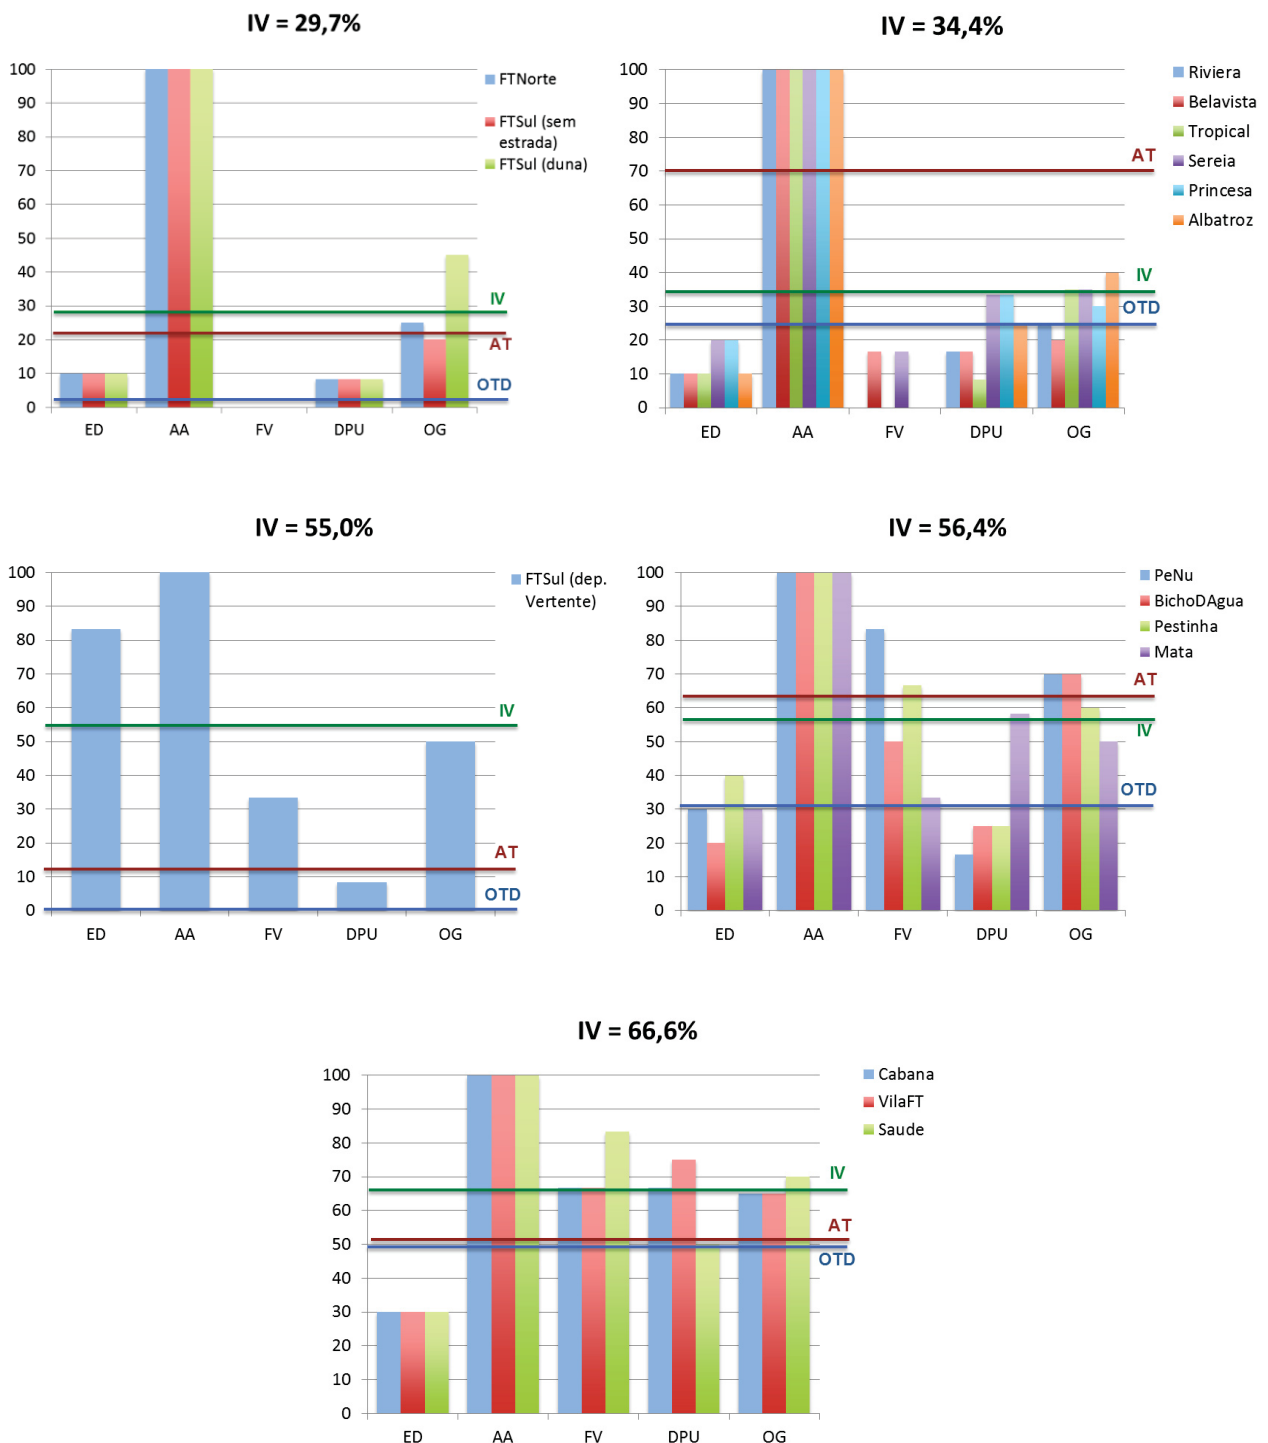 IV = 29,7%
100
90
80
70
60
50
40
30
20
10
0
ED AA FV DPU OG
FTNorte
FTSul (sem
estrada)
FTSul (duna)
IV
AT
OTD
IV = 34,4%
100
90
80
70
60
50
40
30
20
10
0
ED AA FV DPU OG
Riviera
Belavista
Tropical
Sereia
Princesa
Albatroz
AT
IV
OTD
IV = 55,0%
100
90
80
70
60
50
40
30
20
10
0
ED AA FV DPU OG
FTSul (dep.
Vertente)
IV
AT
OTD
IV = 56,4%
100
90
80
70
60
50
40
30
20
10
0
ED AA FV DPU OG
PeNu
BichoDAgua
Pestinha
Mata
AT
IV
OTD
IV = 66,6%
100
90
80
70
60
50
40
30
20
10
0
ED AA FV DPU OG
Cabana
VilaFT
Saude
IV
AT
OTD